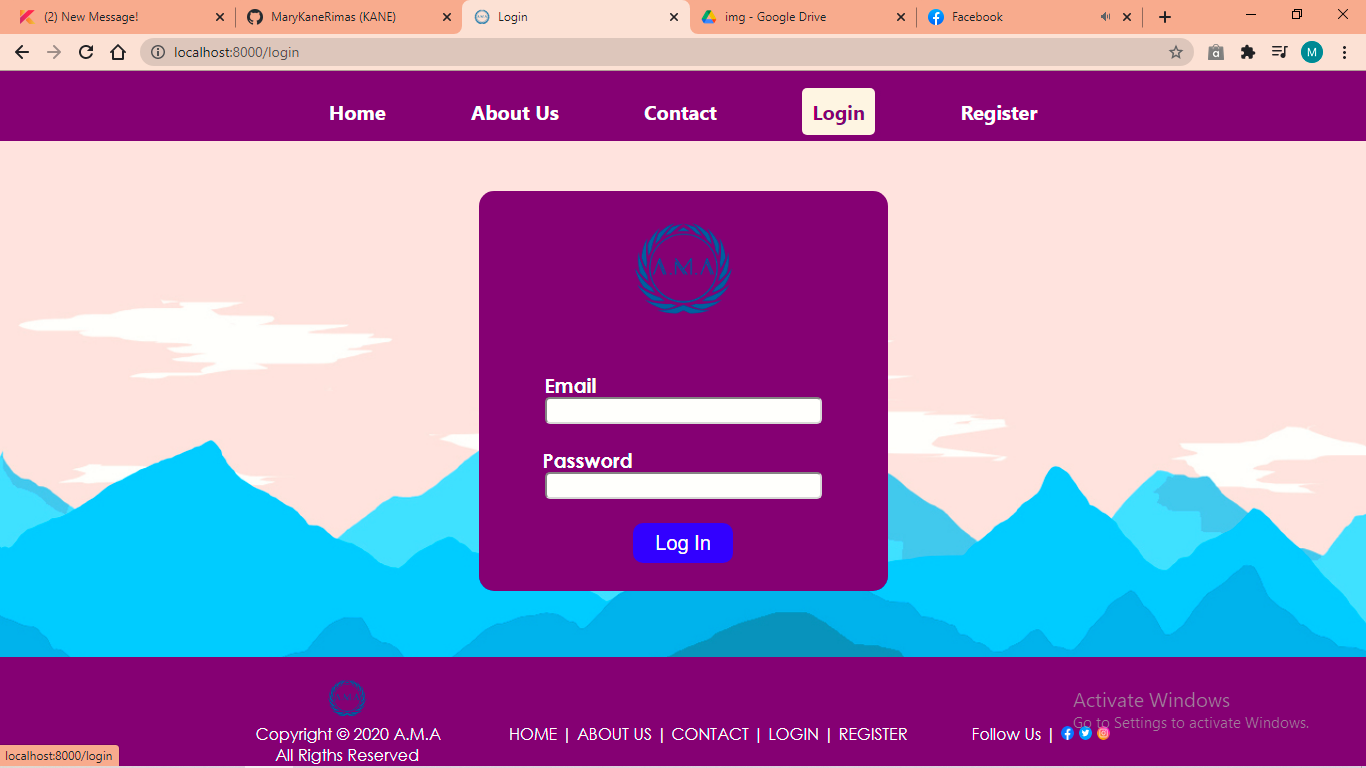 (2) New Message!
MaryKaneRimas (KANE)
Login
img - Google Drive
Facebook
localhost:8000/login
M
Home
About Us
Contact
Login
Register
A.M.A
Email
Password
Log In
A.M.A
Copyright © 2020 A.M.A
All Rigths Reserved
HOME | ABOUT US | CONTACT | LOGIN | REGISTER
Follow Us |
Activate Windows
Go to Settings to activate Windows.
localhost:8000/login